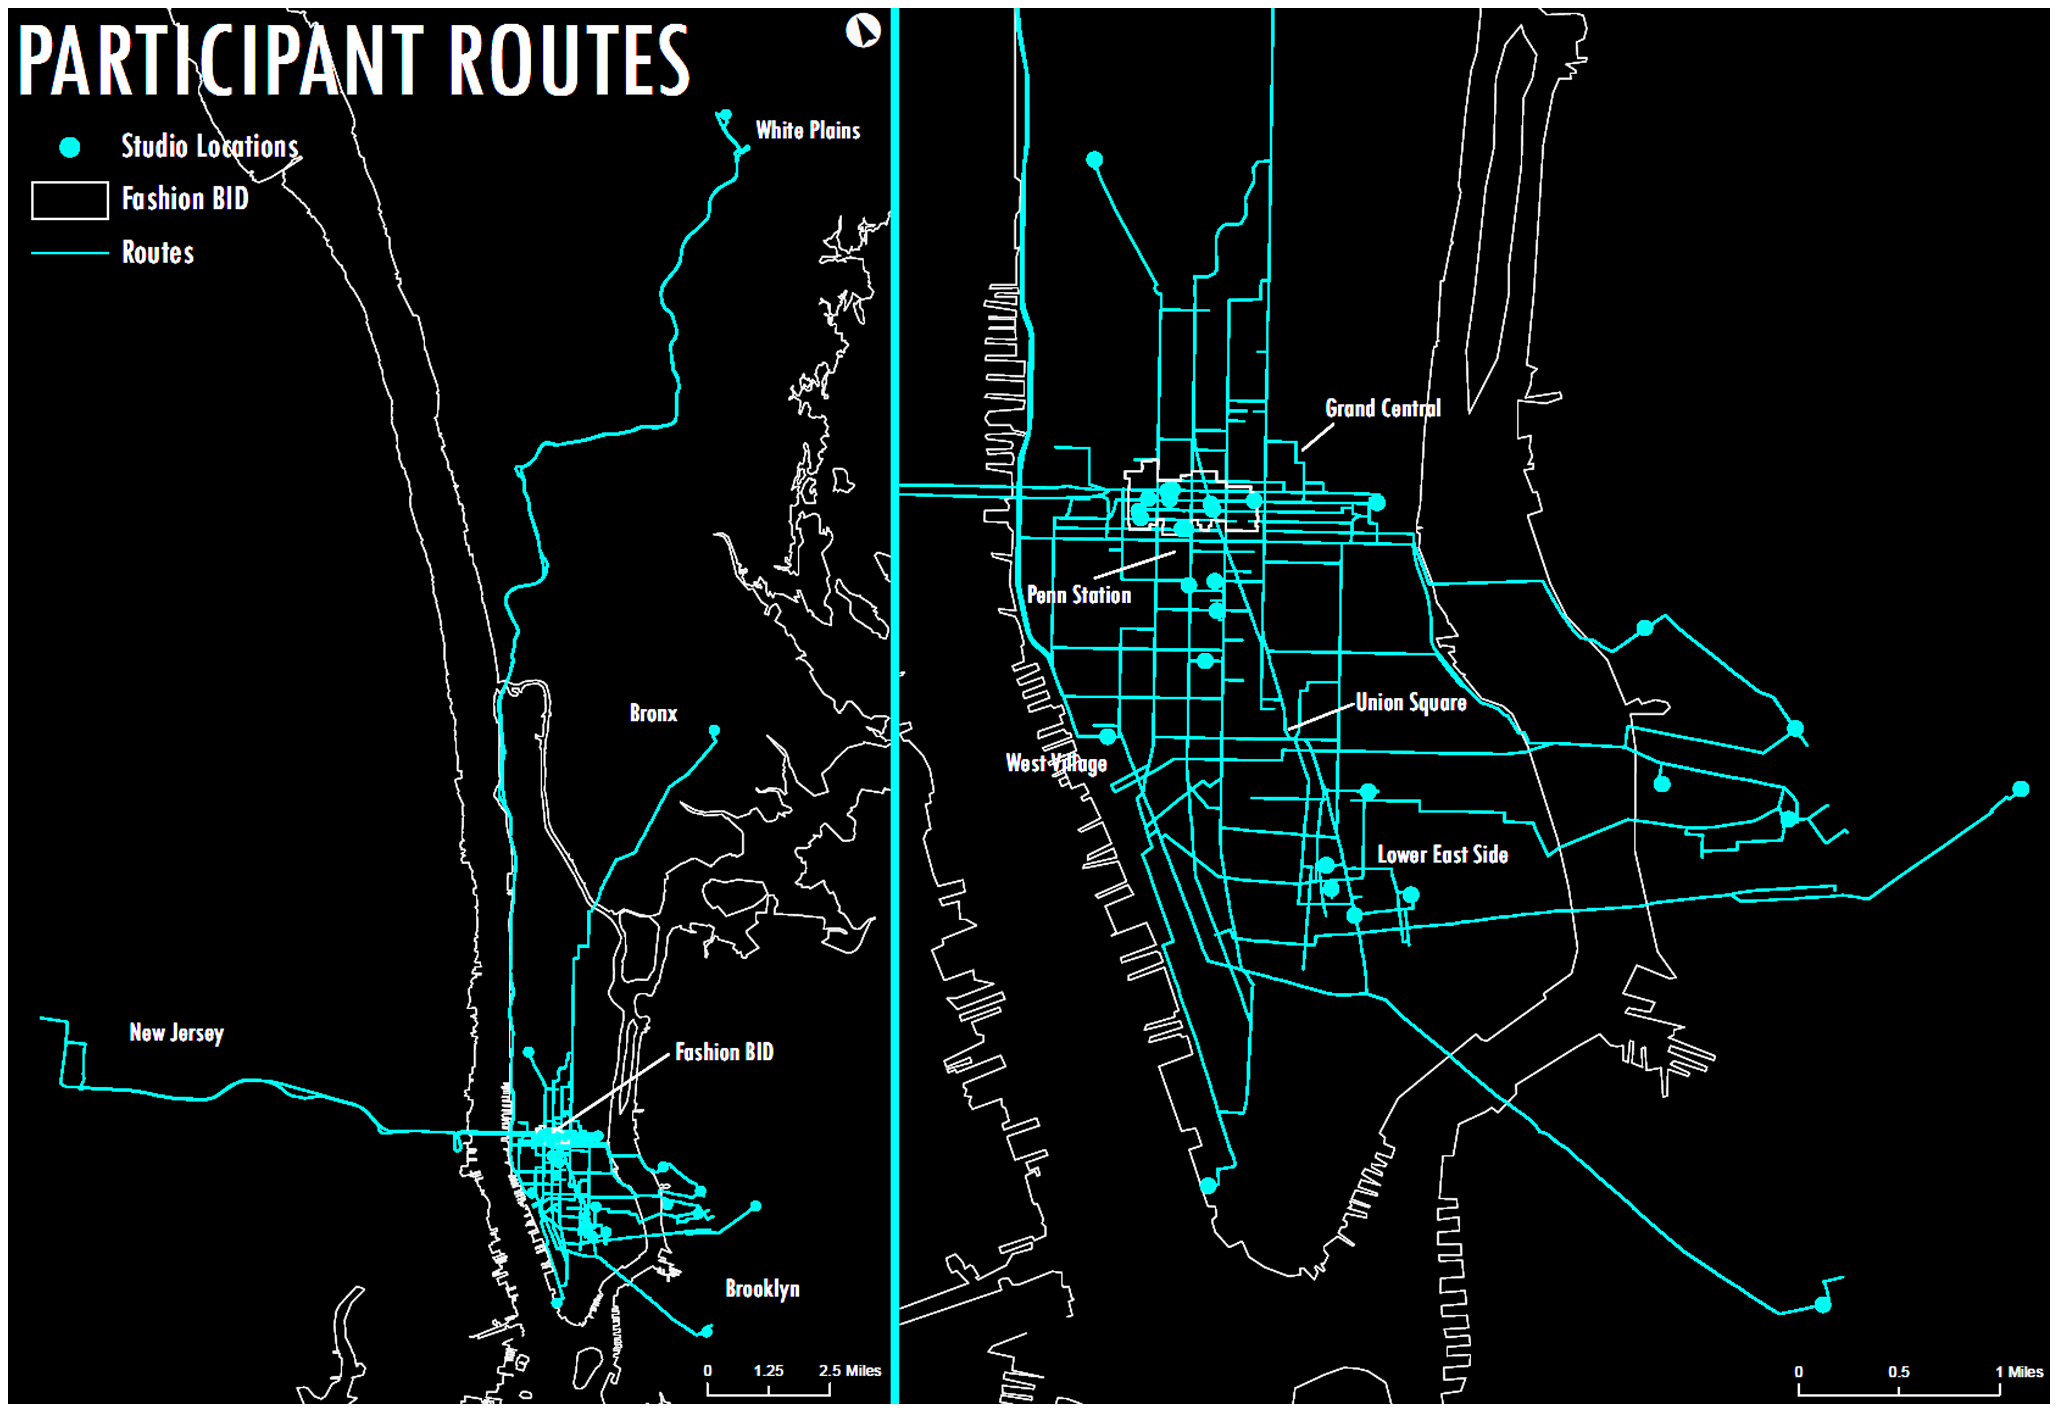 PARTICIPANT ROUTES
Studio Locations
Fashion BID
Routes
White Plains
Bronx
New Jersey
Fashion BID
Brooklyn
0 1.25 2.5 Miles
Grand Central
Penn Station
Union Square
West Village
Lower East Side
0 0.5 1 Miles